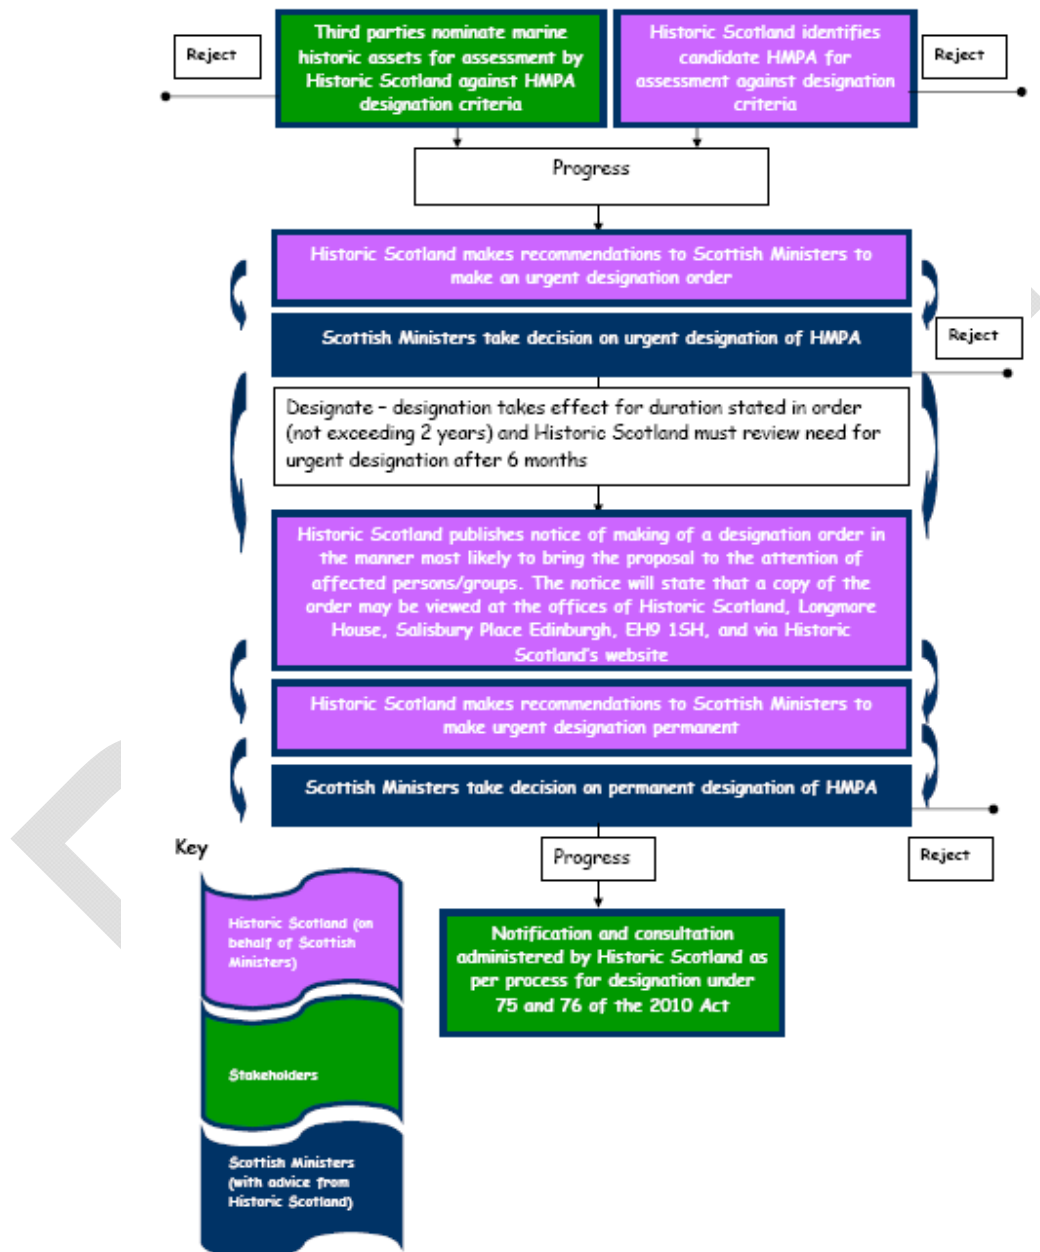 Reject
Third parties nominate marine
historic assets for assessment by
Historic Scotland against HMPA
designation criteria
Historic Scotland identifies
candidate HMPA for
assessment against designation
criteria
Reject
Progress
Historic Scotland makes recommendations to Scottish Ministers to
make an urgent designation order
Scottish Ministers take decision on urgent designation of HMPA
Reject
Designate – designation takes effect for duration stated in order
(not exceeding 2 years) and Historic Scotland must review need for
urgent designation after 6 months
Historic Scotland publishes notice of making of a designation order in
the manner most likely to bring the proposal to the attention of
affected persons/groups. The notice will state that a copy of the
order may be viewed at the offices of Historic Scotland, Longmore
House, Salisbury Place Edinburgh, EH9 1SH, and via Historic
Scotland's website
Historic Scotland makes recommendations to Scottish Ministers to
make urgent designation permanent
Scottish Ministers take decision on permanent designation of HMPA
Progress
Reject
Notification and consultation
administered by Historic Scotland as
per process for designation under
75 and 76 of the 2010 Act
Key
Historic Scotland (on
behalf of Scottish
Ministers)
Stakeholders
Scottish Ministers
(with advice from
Historic Scotland)